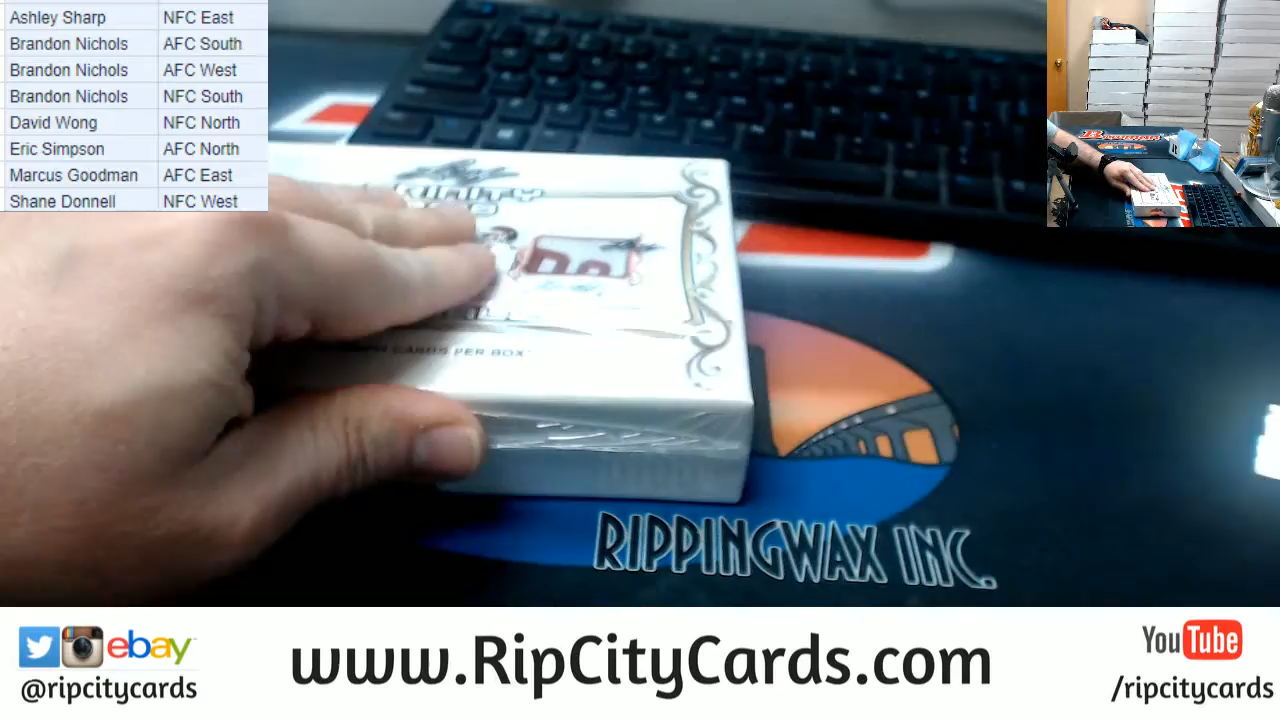 Ashley Sharp NFC East
Brandon Nichols AFC South
Brandon Nichols AFC West
Brandon Nichols NFC South
David Wong NFC North
Eric Simpson AFC North
Marcus Goodman AFC East
Shane Donnell NFC West
CARDS PER BOX
RIPPINGWAX INC.
ebay
@ripcitycards
www.RipCityCards.com
YouTube
/ripcitycards